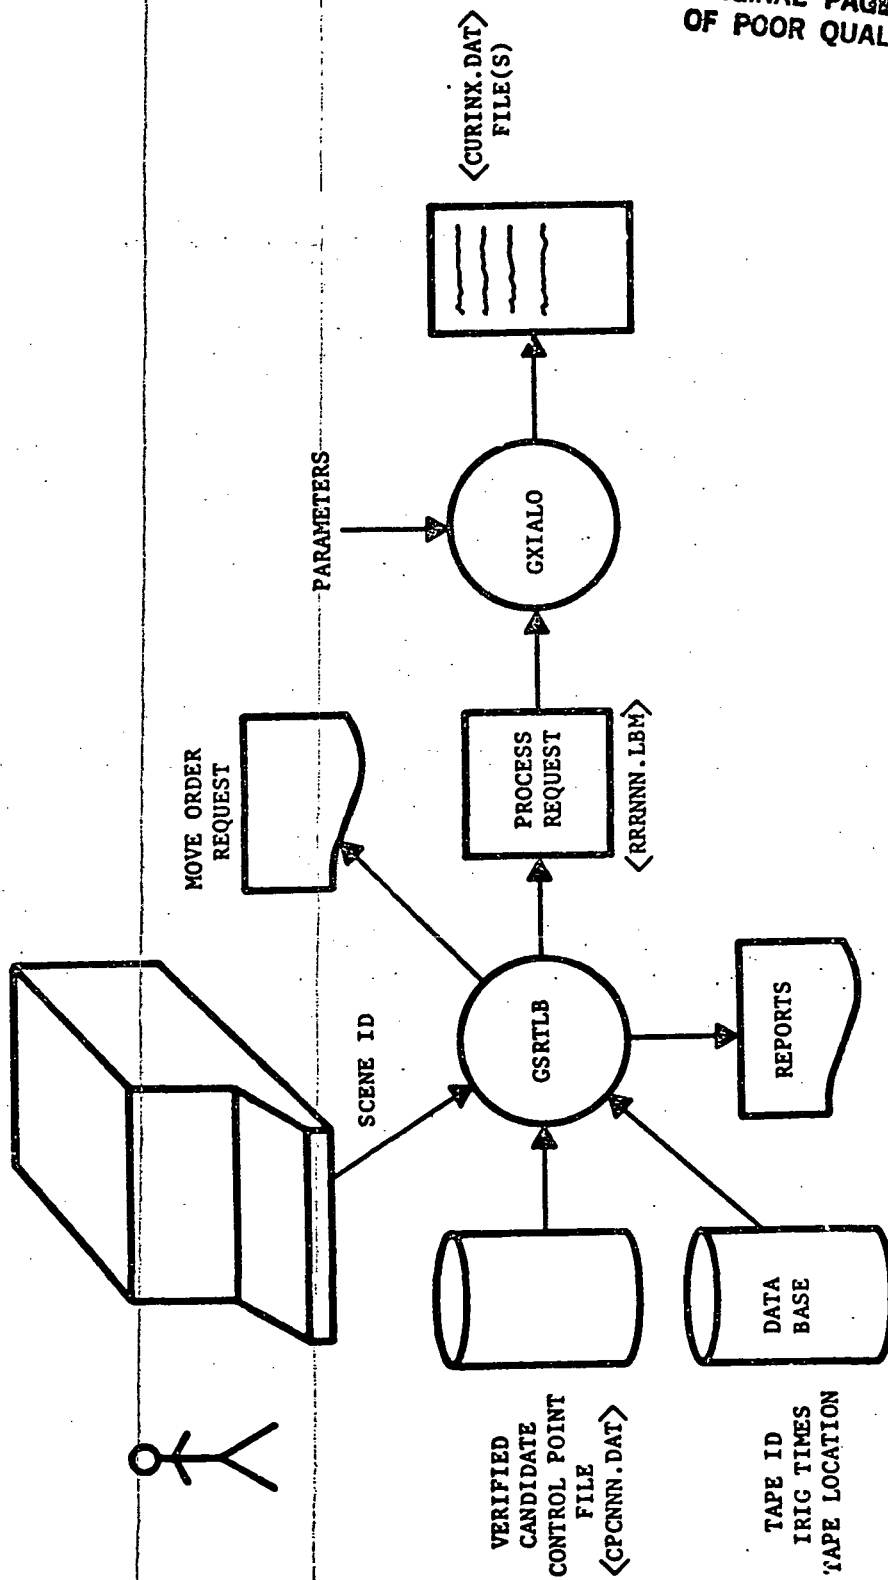 OF POOR QUAL
MOVE ORDER
REQUEST
SCENE ID
PARAMETERS
VERIFIED
CANDIDATE
CONTROL POINT
FILE
<CPCNNN.DAT>
GSRTLB
PROCESS
REQUEST
<RRRNNN.LBM>
GXIALO
<CURINX.DAT>
FILE(S)
DATA
BASE
TAPE ID
IRIG TIMES
TAPE LOCATION
REPORTS